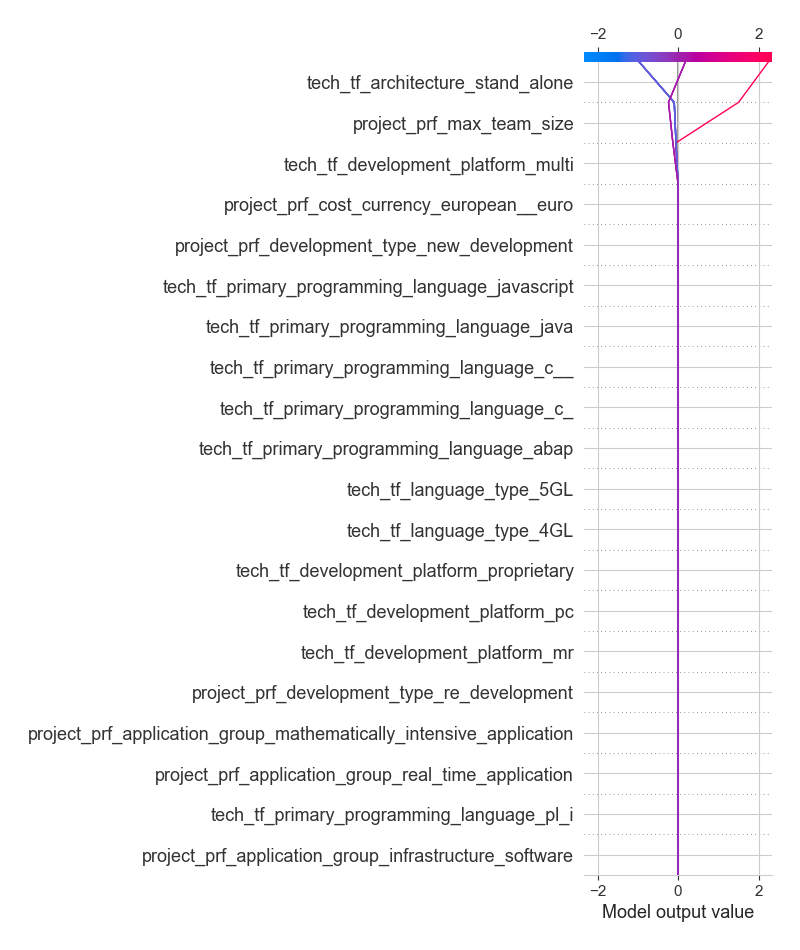 −2 0 2
tech_tf_architecture_stand_alone
project_prf_max_team_size
tech_tf_development_platform_multi
project_prf_cost_currency_european__euro
project_prf_development_type_new_development
tech_tf_primary_programming_language_javascript
tech_tf_primary_programming_language_java
tech_tf_primary_programming_language_c__
tech_tf_primary_programming_language_c_
tech_tf_primary_programming_language_abap
tech_tf_language_type_5GL
tech_tf_language_type_4GL
tech_tf_development_platform_proprietary
tech_tf_development_platform_pc
tech_tf_development_platform_mr
project_prf_development_type_re_development
project_prf_application_group_mathematically_intensive_application
project_prf_application_group_real_time_application
tech_tf_primary_programming_language_pl_i
project_prf_application_group_infrastructure_software
−2 0 2
Model output value